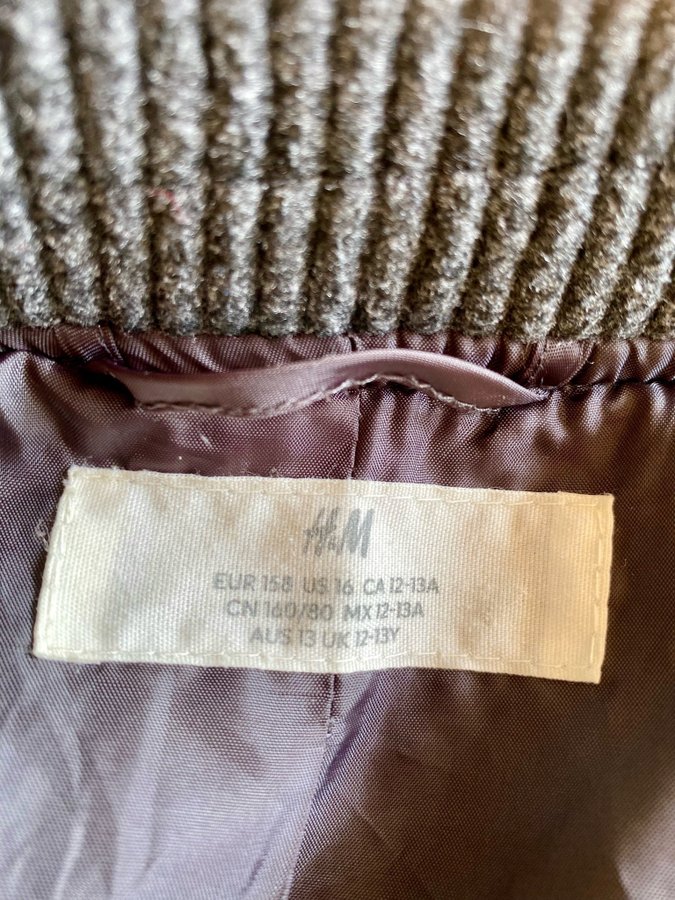 H&M
EUR 158 US 16 CA 12-13A
CN 160/80 MX 12-13A
AUS 13 UK 12-13Y